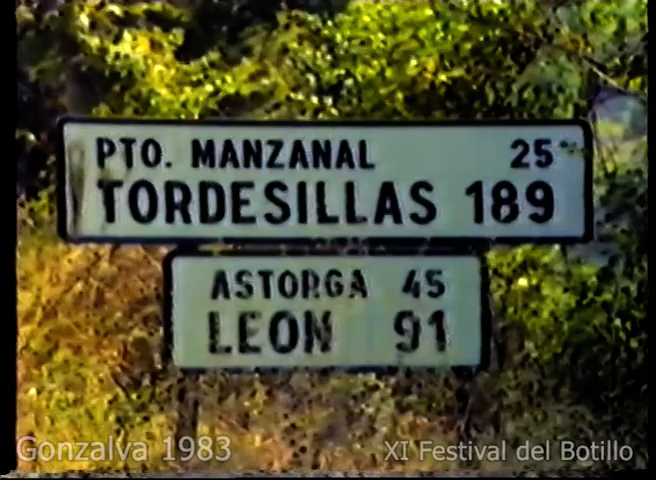 PTO. MANZANAL 25
TORDESILLAS 189
ASTORGA 45
LEON 91
Gonzalva 1983 XI Festival del Botillo